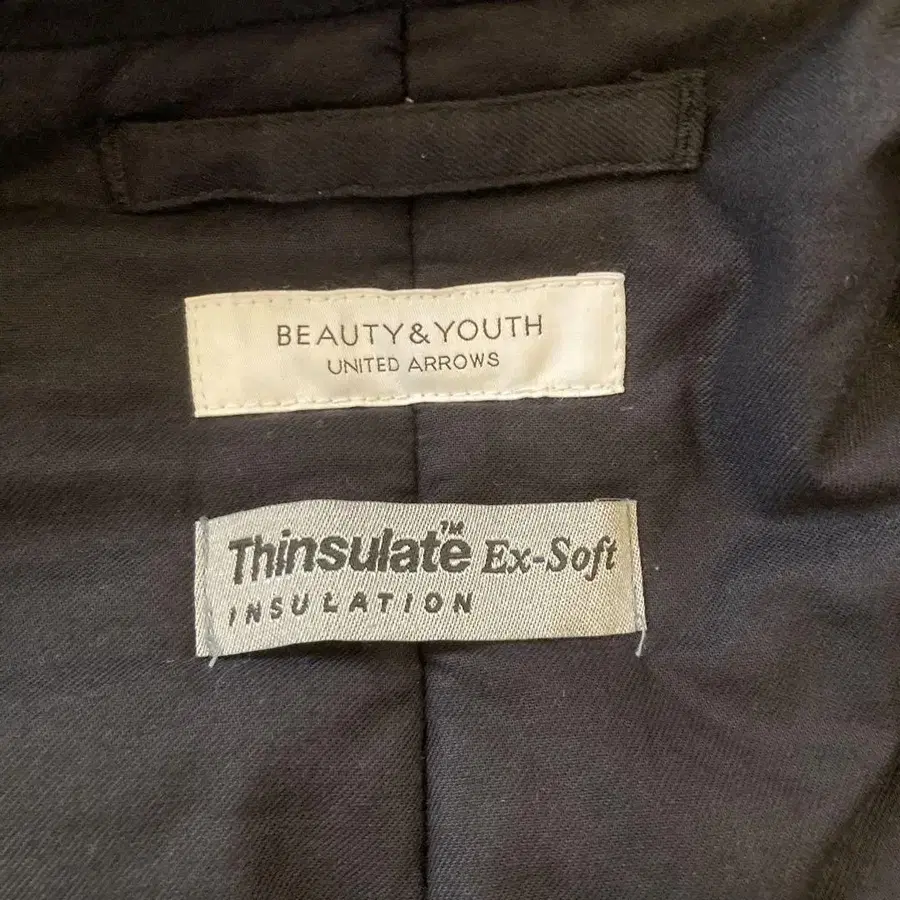 BEAUTY&YOUTH
UNITED ARROWS
Thinsulate™ Ex-Soft
INSULATION